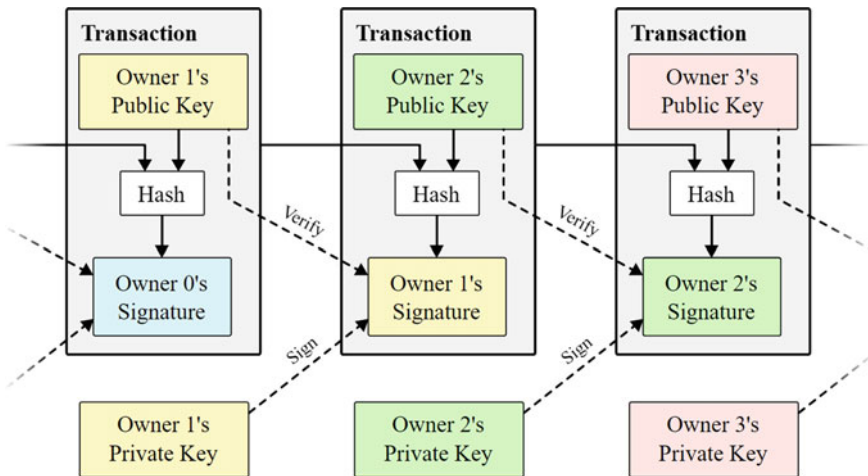 Transaction
Transaction
Transaction
Owner 1's
Public Key
Owner 2's
Public Key
Owner 3's
Public Key
Hash
Hash
Hash
Verify
Verify
Owner 0's
Signature
Owner 1's
Signature
Owner 2's
Signature
Sign
Sign
Owner 1's
Private Key
Owner 2's
Private Key
Owner 3's
Private Key